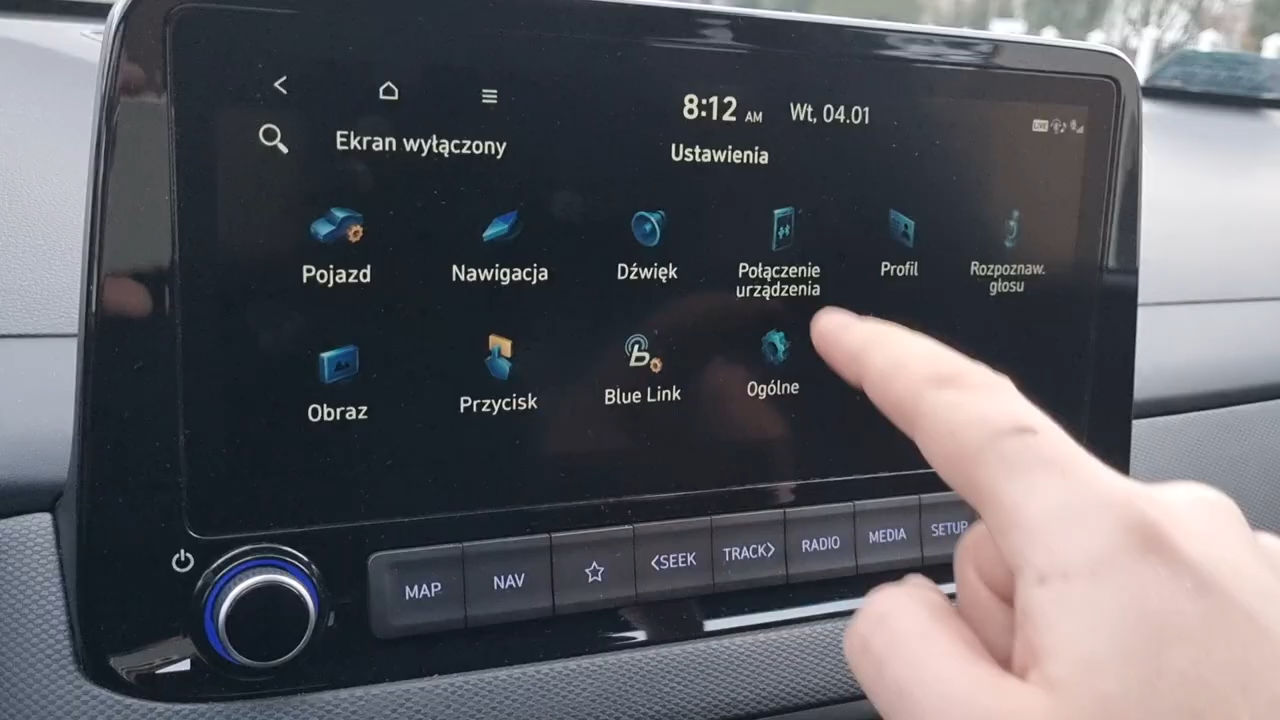 8:12 AM Wt, 04.01
LIVE
Ekran wyłączony
Ustawienia
Pojazd
Nawigacja
Dźwięk
Połączenie
urządzenia
Profil
Rozpoznaw.
głosu
Obraz
Przycisk
Blue Link
Ogólne
MAP
NAV
<SEEK
TRACK>
RADIO
MEDIA
SETUP